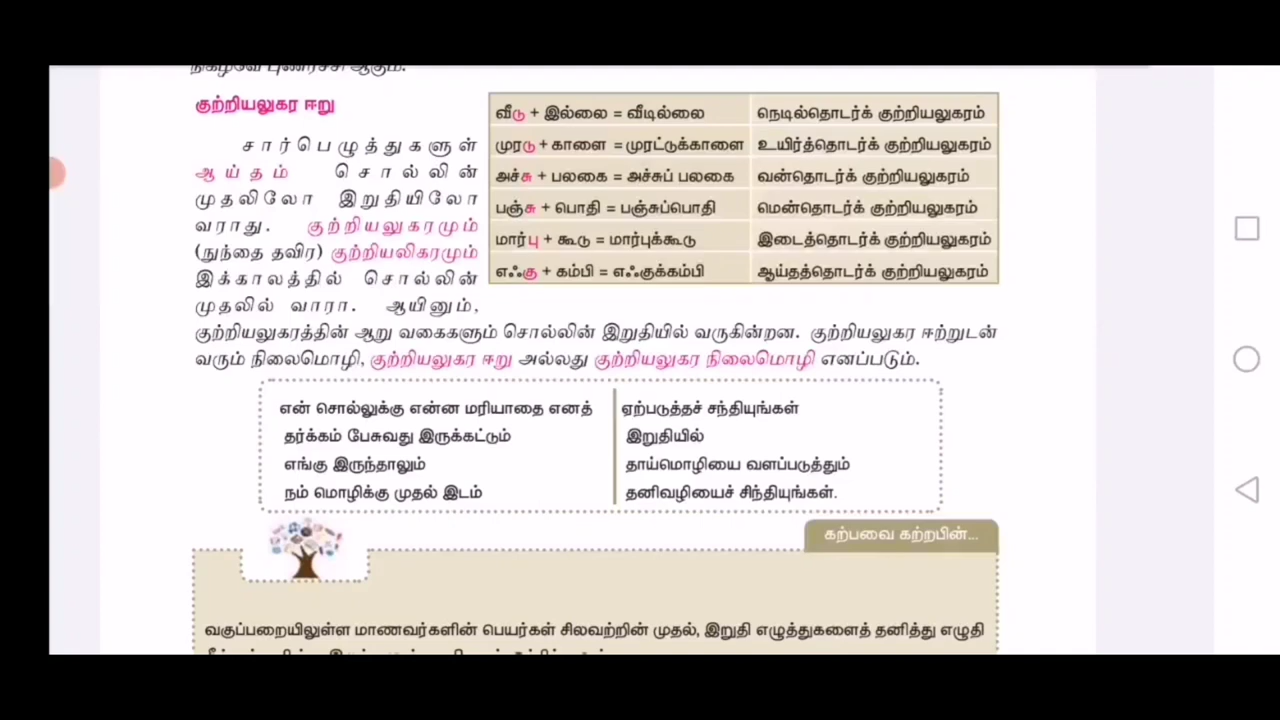 நிகழ்வே புணர்ச்சி ஆகும்.
குற்றியலுகர ஈறு
சார்பெழுத்துகளுள்
ஆய்தம் சொல்லின்
முதலிலோ இறுதியிலோ
வராது. குற்றியலுகரமும்
(நுந்தை தவிர) குற்றியலிகரமும்
இக்காலத்தில் சொல்லின்
முதலில் வாரா. ஆயினும்,
வீடு + இல்லை = வீடில்லை நெடில்தொடர்க் குற்றியலுகரம்
முரடு + காளை = முரட்டுக்காளை உயிர்த்தொடர்க் குற்றியலுகரம்
அச்சு + பலகை = அச்சுப் பலகை வன்தொடர்க் குற்றியலுகரம்
பஞ்சு + பொதி = பஞ்சுப்பொதி மென்தொடர்க் குற்றியலுகரம்
மார்பு + கூடு = மார்புக்கூடு இடைத்தொடர்க் குற்றியலுகரம்
எஃகு + கம்பி = எஃகுக்கம்பி ஆய்தத்தொடர்க் குற்றியலுகரம்
குற்றியலுகரத்தின் ஆறு வகைகளும் சொல்லின் இறுதியில் வருகின்றன. குற்றியலுகர ஈற்றுடன்
வரும் நிலைமொழி, குற்றியலுகர ஈறு அல்லது குற்றியலுகர நிலைமொழி எனப்படும்.
என் சொல்லுக்கு என்ன மரியாதை எனத்
தர்க்கம் பேசுவது இருக்கட்டும்
எங்கு இருந்தாலும்
நம் மொழிக்கு முதல் இடம்
ஏற்படுத்தச் சந்தியுங்கள்
இறுதியில்
தாய்மொழியை வளப்படுத்தும்
தனிவழியைச் சிந்தியுங்கள்.
கற்பவை கற்றபின்...
வகுப்பறையிலுள்ள மாணவர்களின் பெயர்கள் சிலவற்றின் முதல், இறுதி எழுத்துகளைத் தனித்து எழுதி